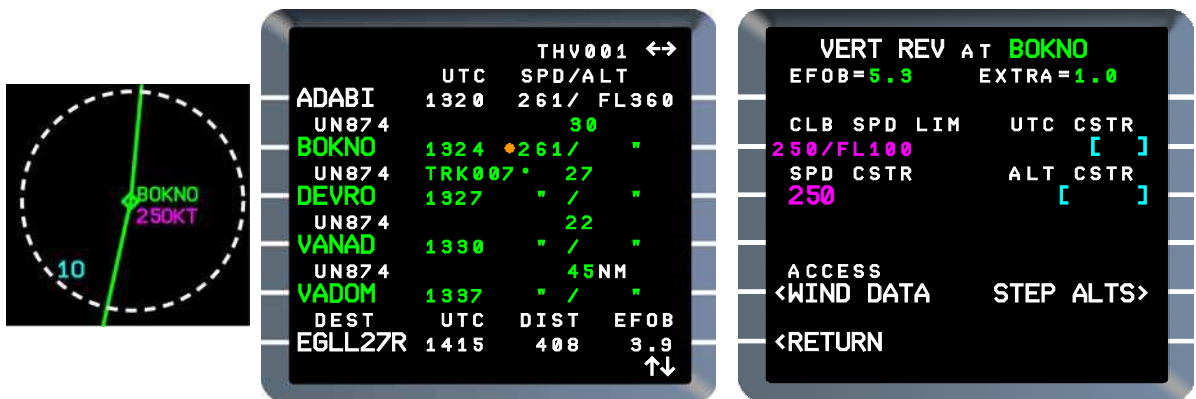 BOKNO
250KT
10
THV001 ↔
UTC SPD/ALT
ADABI 1320 261/ FL360
UN874 30
BOKNO 1324 *261/ "
UN874 TRK007° 27
DEVRO 1327 " / "
UN874 22
VANAD 1330 " / "
UN874 45NM
VADOM 1337 " / "
DEST UTC DIST EFOB
EGLL27R 1415 408 3.9
↑↓
VERT REV AT BOKNO
EFOB=5.3 EXTRA=1.0
CLB SPD LIM UTC CSTR
250/FL100 [ ]
SPD CSTR ALT CSTR
250 [ ]
ACCESS
<WIND DATA STEP ALTS>
<RETURN